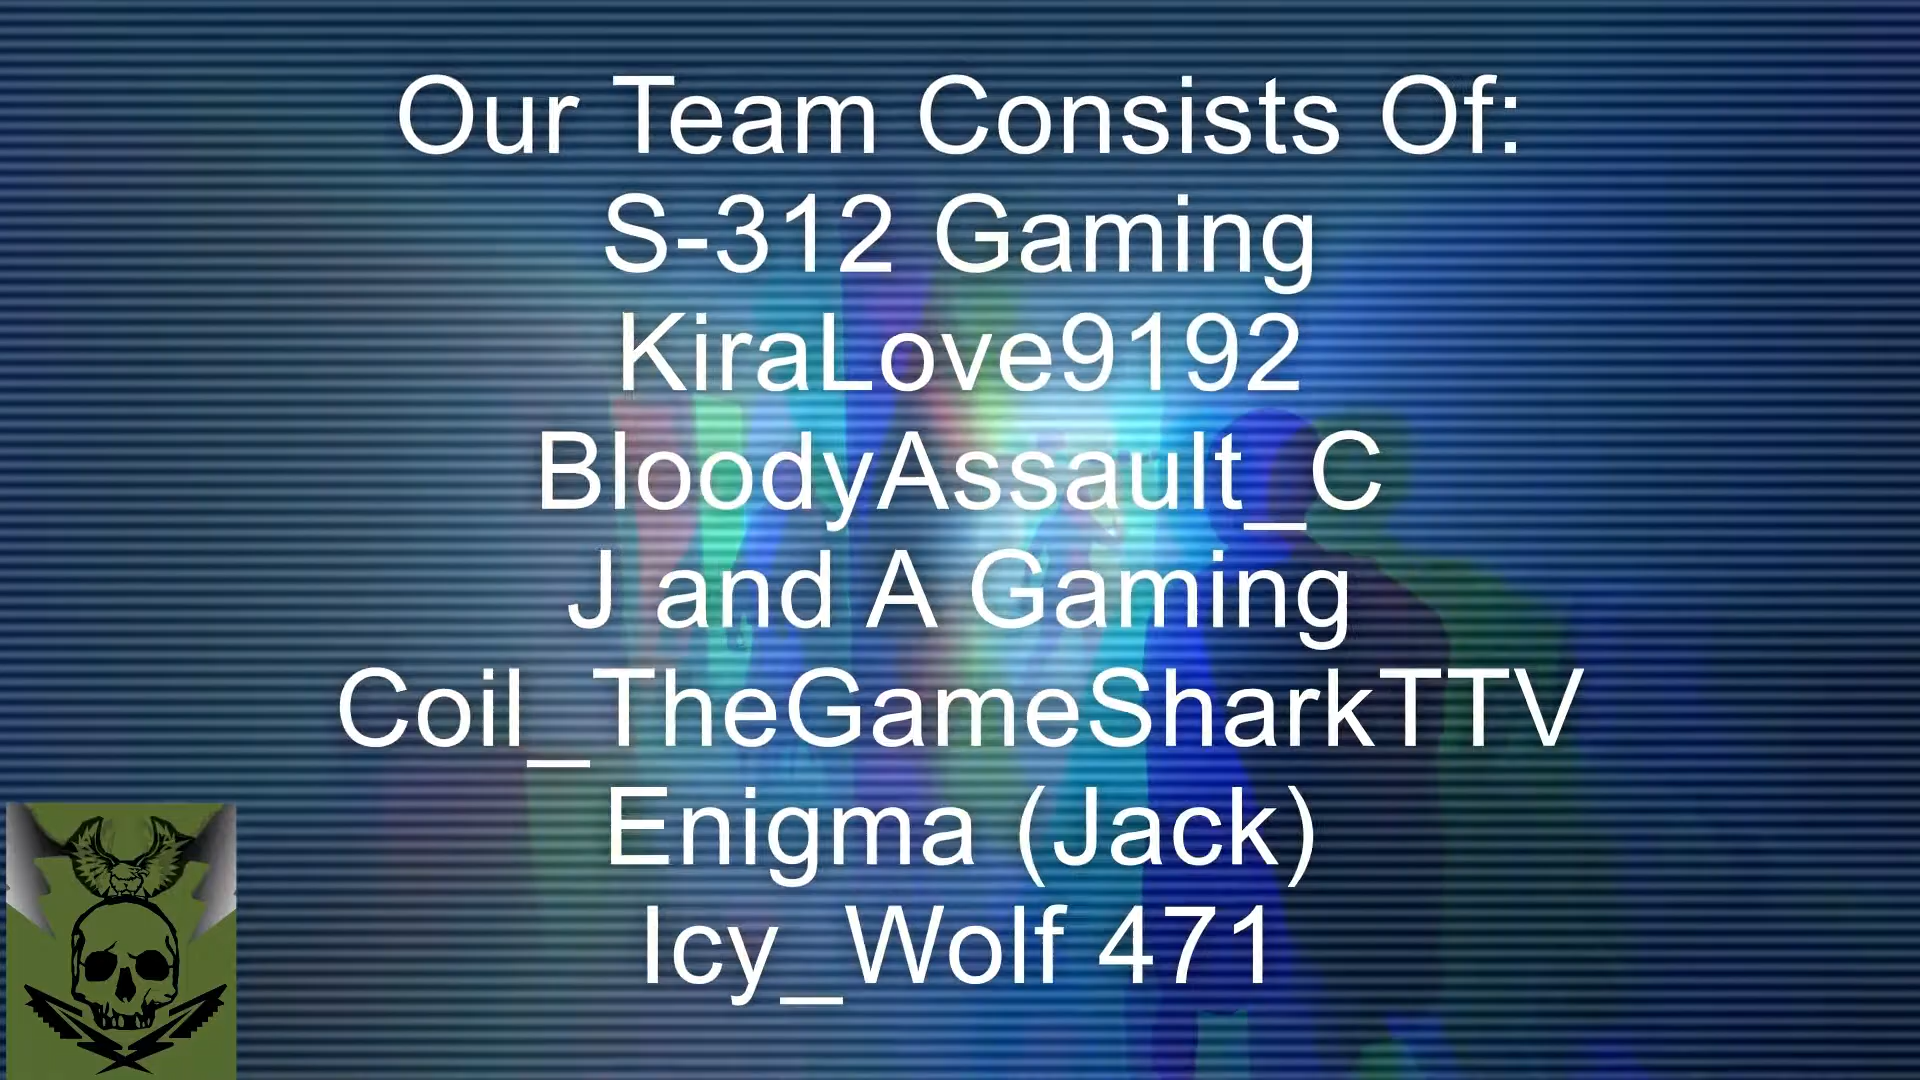 Our Team Consists Of:
S-312 Gaming
KiraLove9192
BloodyAssault_C
J and A Gaming
Coil_TheGameSharkTTV
Enigma (Jack)
Icy_Wolf 471